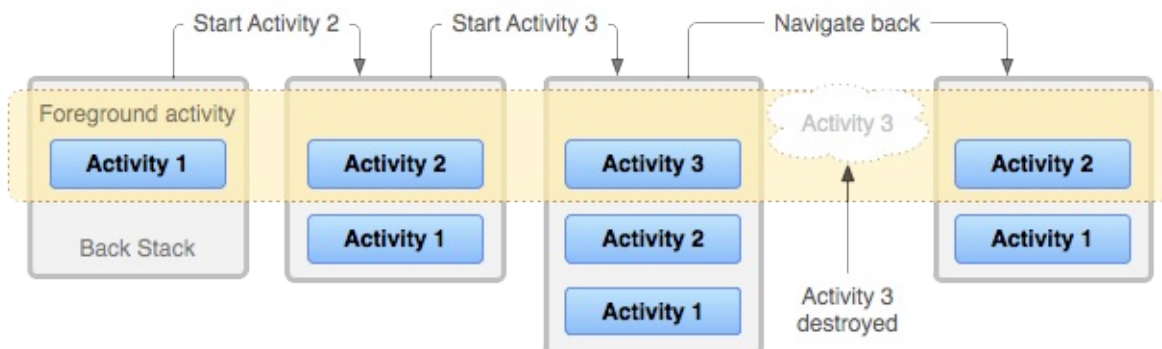 Start Activity 2
Start Activity 3
Navigate back
Foreground activity
Activity 1
Back Stack
Activity 2
Activity 1
Activity 3
Activity 2
Activity 1
Activity 3
Activity 3
destroyed
Activity 2
Activity 1